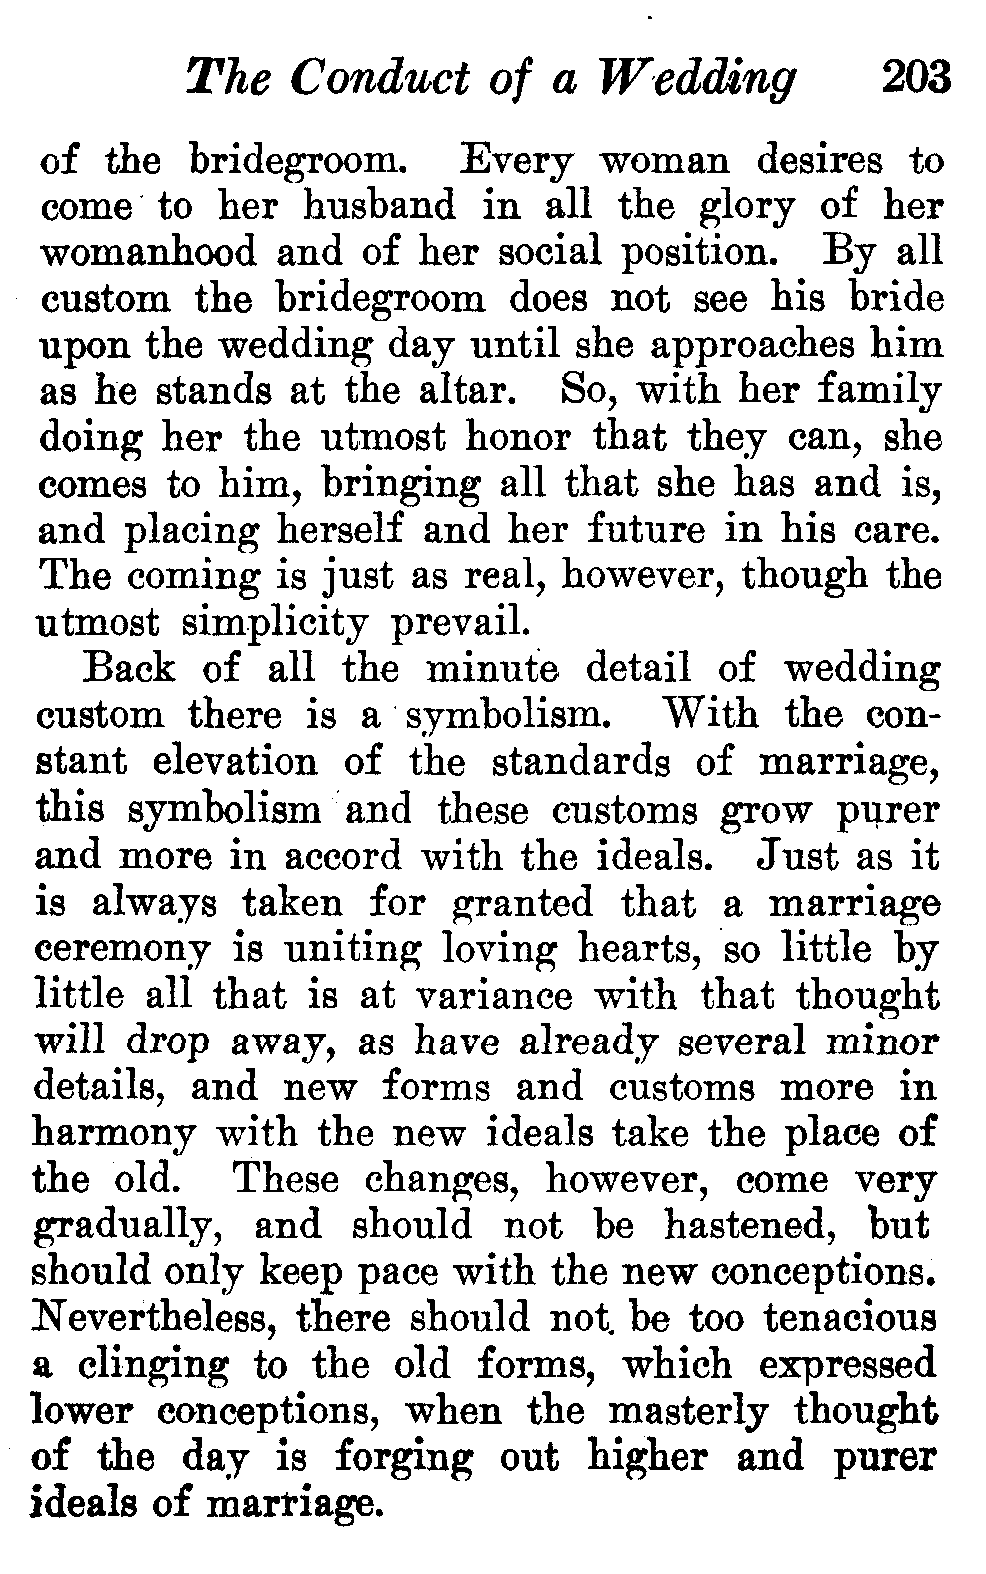 The Conduct of a Wedding 203
of the bridegroom. Every woman desires to
come to her husband in all the glory of her
womanhood and of her social position. By all
custom the bridegroom does not see his bride
upon the wedding day until she approaches him
as he stands at the altar. So, with her family
doing her the utmost honor that they can, she
comes to him, bringing all that she has and is,
and placing herself and her future in his care.
The coming is just as real, however, though the
utmost simplicity prevail.
Back of all the minute detail of wedding
custom there is a symbolism. With the con-
stant elevation of the standards of marriage,
this symbolism and these customs grow purer
and more in accord with the ideals. Just as it
is always taken for granted that a marriage
ceremony is uniting loving hearts, so little by
little all that is at variance with that thought
will drop away, as have already several minor
details, and new forms and customs more in
harmony with the new ideals take the place of
the old. These changes, however, come very
gradually, and should not be hastened, but
should only keep pace with the new conceptions.
Nevertheless, there should not be too tenacious
a clinging to the old forms, which expressed
lower conceptions, when the masterly thought
of the day is forging out higher and purer
ideals of marriage.